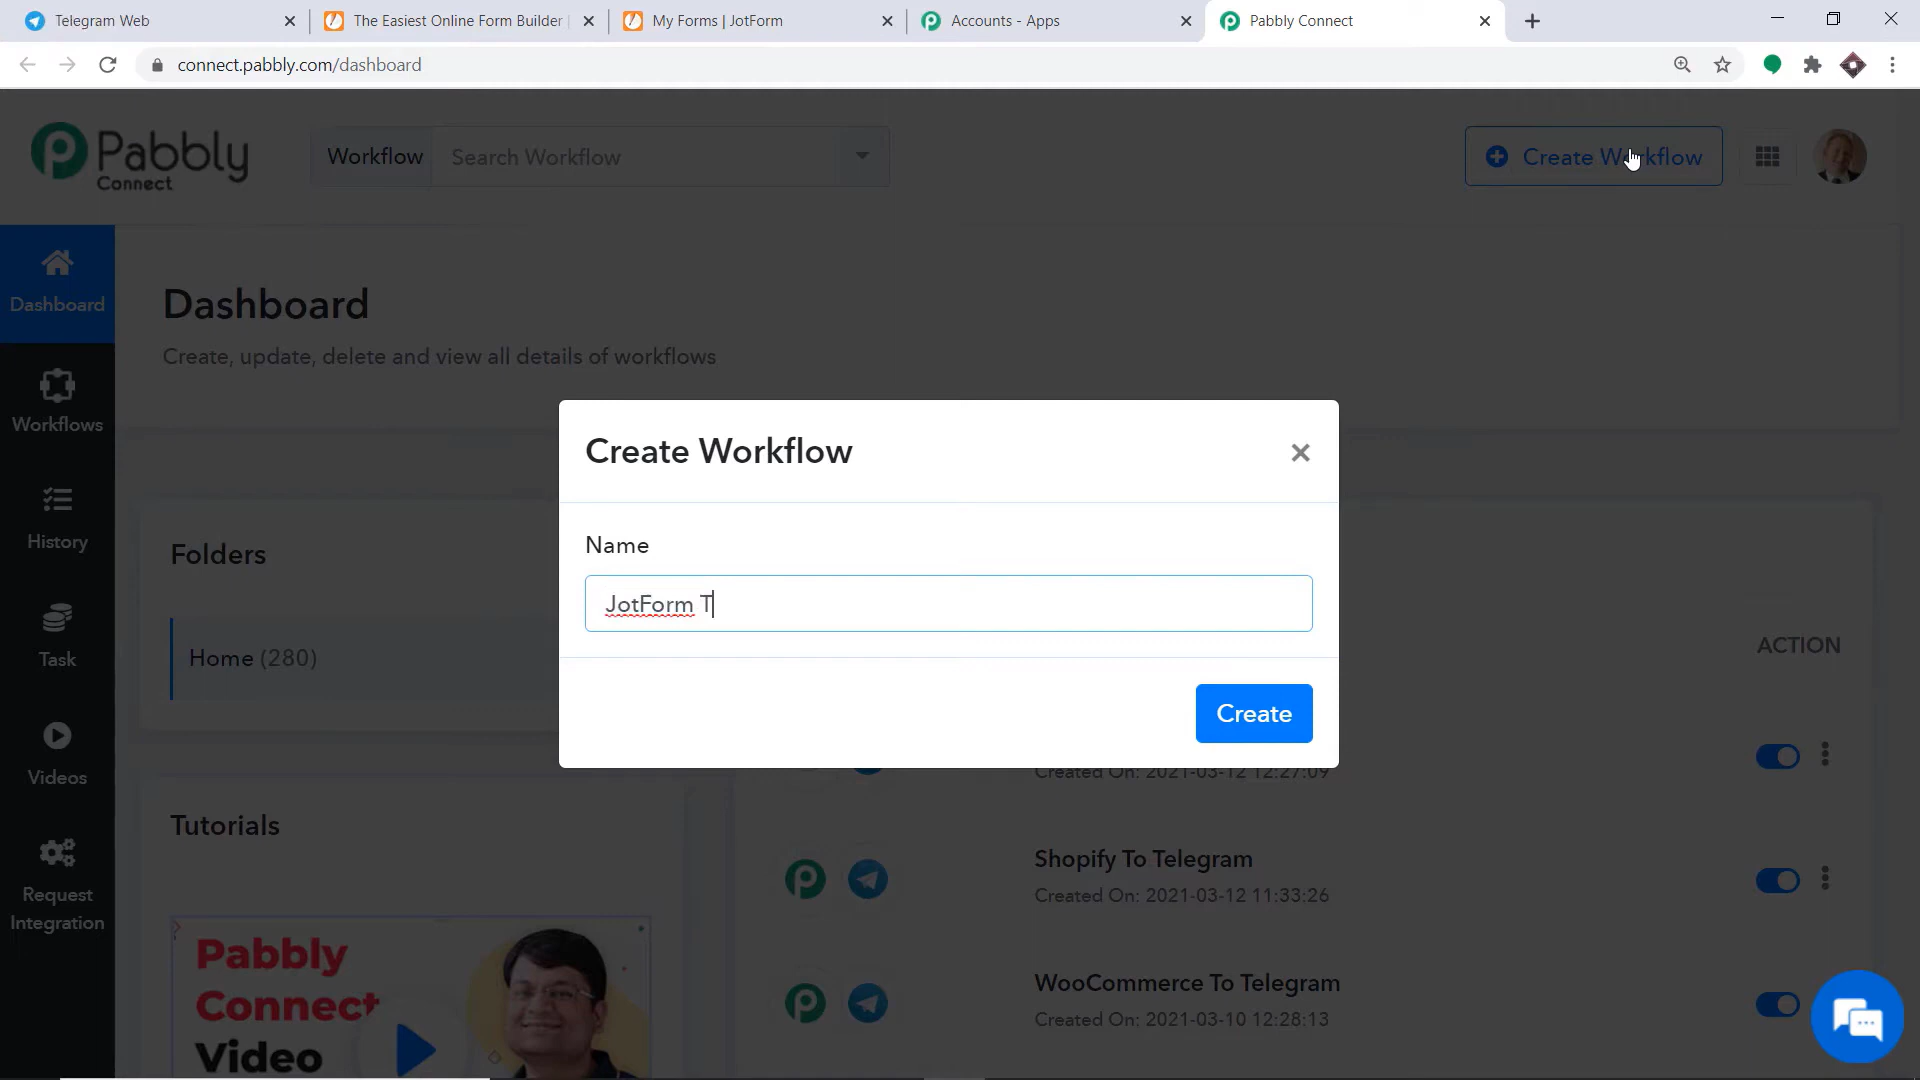 Telegram Web
The Easiest Online Form Builder
My Forms | JotForm
Accounts - Apps
Pabbly Connect
connect.pabbly.com/dashboard
Pabbly
Connect
Workflow
Search Workflow
Create Workflow
Dashboard
Workflows
History
Task
Videos
Request
Integration
Dashboard
Create, update, delete and view all details of workflows
Create Workflow
Name
JotForm T
Create
Folders
Home (280)
Tutorials
Pabbly
Connect
Video
ACTION
Created On: 2021-03-12 12:27:09
Shopify To Telegram
Created On: 2021-03-12 11:33:26
WooCommerce To Telegram
Created On: 2021-03-10 12:28:13